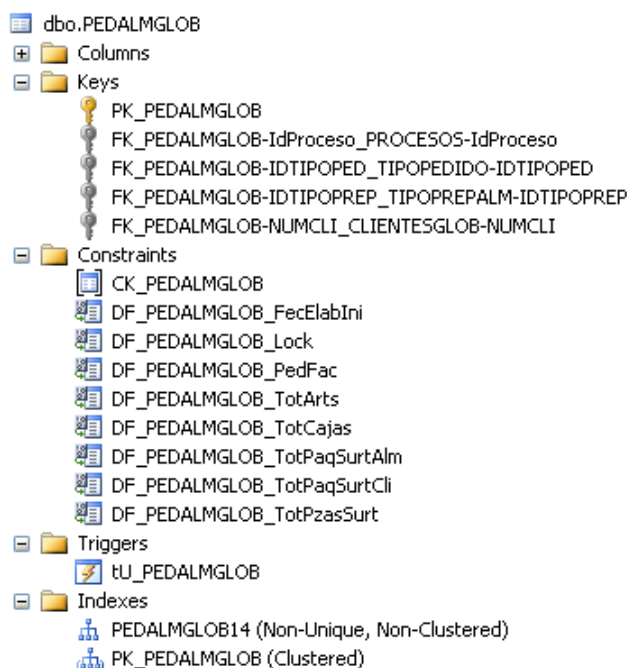 dbo.PEDALMGLOB
Columns
Keys
PK_PEDALMGLOB
FK_PEDALMGLOB-IdProceso_PROCESOS-IdProceso
FK_PEDALMGLOB-IDTIPOPED_TIPOPEDIDO-IDTIPOPED
FK_PEDALMGLOB-IDTIPOPREP_TIPOPREPALM-IDTIPOPREP
FK_PEDALMGLOB-NUMCLI_CLIENTESGLOB-NUMCLI
Constraints
CK_PEDALMGLOB
DF_PEDALMGLOB_FecElabIni
DF_PEDALMGLOB_Lock
DF_PEDALMGLOB_PedFac
DF_PEDALMGLOB_TotArts
DF_PEDALMGLOB_TotCajas
DF_PEDALMGLOB_TotPaqSurtAlm
DF_PEDALMGLOB_TotPaqSurtCli
DF_PEDALMGLOB_TotPzasSurt
Triggers
tU_PEDALMGLOB
Indexes
PEDALMGLOB14 (Non-Unique, Non-Clustered)
PK_PEDALMGLOB (Clustered)